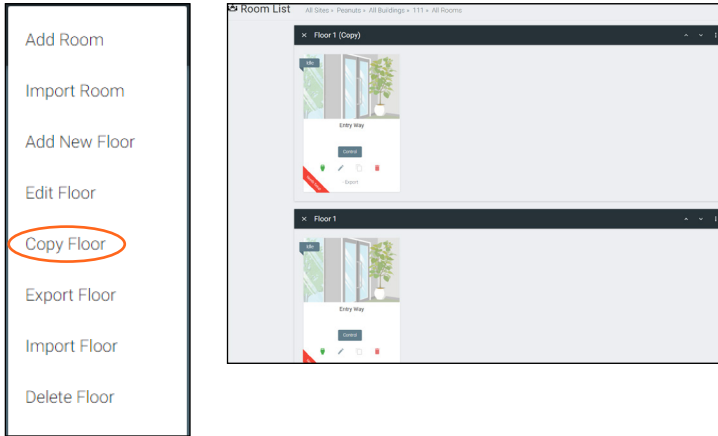 Add Room
Import Room
Add New Floor
Edit Floor
Copy Floor
Export Floor
Import Floor
Delete Floor
Room List All Sites » Peanuts » All Buildings » 111 » All Rooms
Floor 1 (Copy)
Idle
Entry Way
Control
Export
Floor 1
Idle
Entry Way
Control